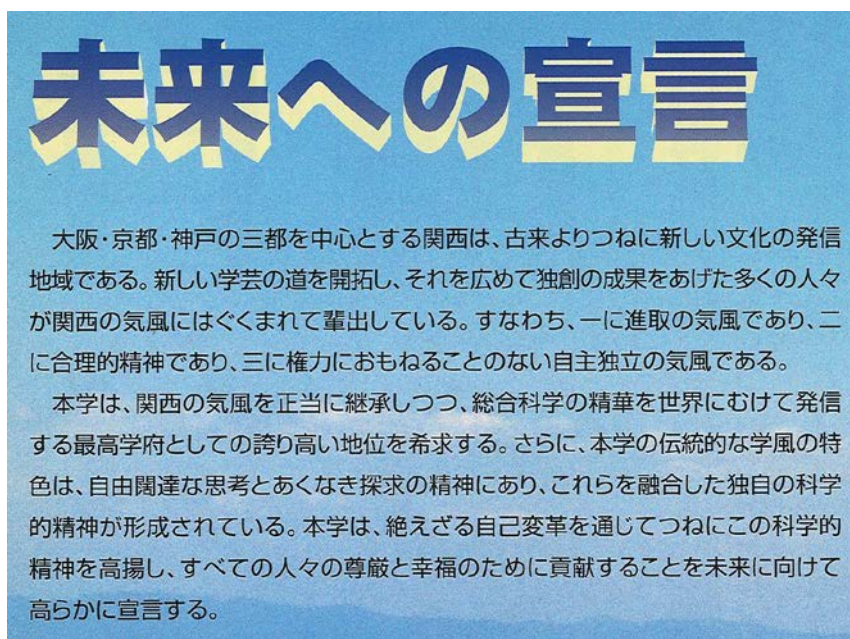 未来への宣言
大阪・京都・神戸の三都を中心とする関西は、古来よりつねに新しい文化の発信
地域である。新しい学芸の道を開拓し、それを広めて独創の成果をあげた多くの人々
が関西の気風にはぐくまれて輩出している。すなわち、一に進取の気風であり、二
に合理的精神であり、三に権力におもねることのない自主独立の気風である。
本学は、関西の気風を正当に継承しつつ、総合科学の精華を世界にむけて発信
する最高学府としての誇り高い地位を希求する。さらに、本学の伝統的な学風の特
色は、自由闊達な思考とあくなき探求の精神にあり、これらを融合した独自の科学
的精神が形成されている。本学は、絶えざる自己変革を通じてつねにこの科学的
精神を高揚し、すべての人々の尊厳と幸福のために貢献することを未来に向けて
高らかに宣言する。